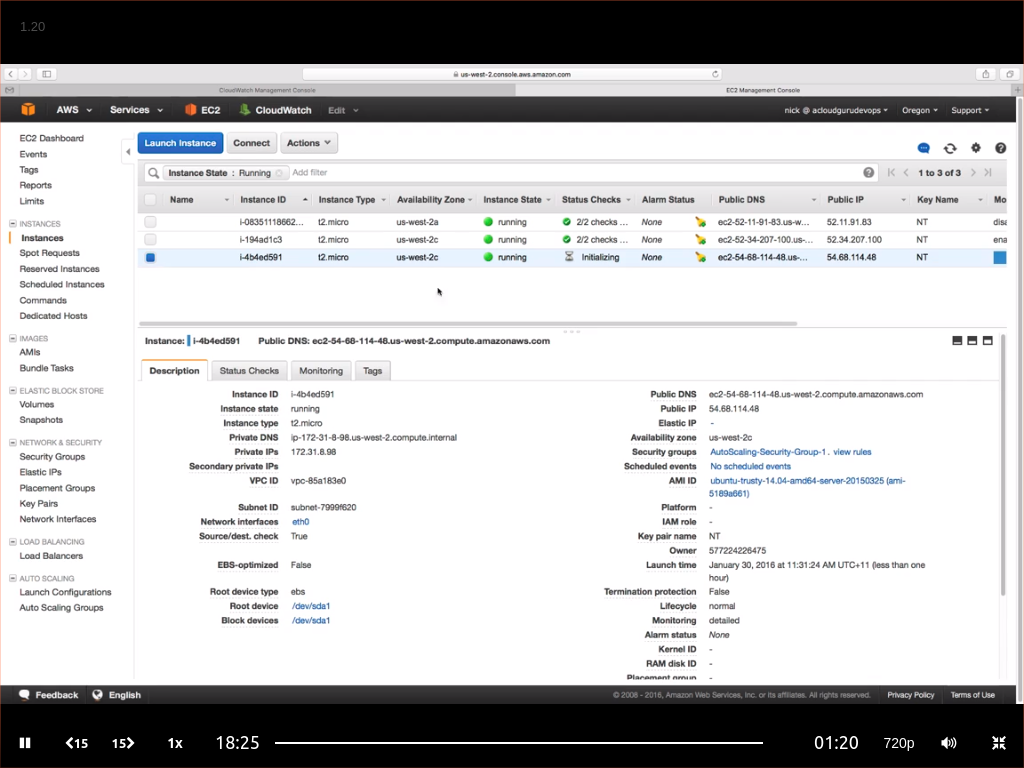 1.20
us-west-2.console.aws.amazon.com
CloudWatch Management Console
EC2 Management Console
AWS Services EC2 CloudWatch Edit nick @ acloudgurudevops Oregon Support
EC2 Dashboard
Events
Tags
Reports
Limits
INSTANCES
Instances
Spot Requests
Reserved Instances
Scheduled Instances
Commands
Dedicated Hosts
IMAGES
AMIs
Bundle Tasks
ELASTIC BLOCK STORE
Volumes
Snapshots
NETWORK & SECURITY
Security Groups
Elastic IPs
Placement Groups
Key Pairs
Network Interfaces
LOAD BALANCING
Load Balancers
AUTO SCALING
Launch Configurations
Auto Scaling Groups
Launch Instance Connect Actions
Instance State : Running Add filter 1 to 3 of 3
Name Instance ID Instance Type Availability Zone Instance State Status Checks Alarm Status Public DNS Public IP Key Name Mo
i-08351118662... t2.micro us-west-2a running 2/2 checks ... None ec2-52-11-91-83.us-w... 52.11.91.83 NT disa
i-194ad1c3 t2.micro us-west-2c running 2/2 checks ... None ec2-52-34-207-100.us-... 52.34.207.100 NT ena
i-4b4ed591 t2.micro us-west-2c running Initializing None ec2-54-68-114-48.us-... 54.68.114.48 NT
Instance: i-4b4ed591 Public DNS: ec2-54-68-114-48.us-west-2.compute.amazonaws.com
Description Status Checks Monitoring Tags
Instance ID i-4b4ed591
Instance state running
Instance type t2.micro
Private DNS ip-172-31-8-98.us-west-2.compute.internal
Private IPs 172.31.8.98
Secondary private IPs
VPC ID vpc-85a183e0
Subnet ID subnet-7999f620
Network interfaces eth0
Source/dest. check True
EBS-optimized False
Root device type ebs
Root device /dev/sda1
Block devices /dev/sda1
Public DNS ec2-54-68-114-48.us-west-2.compute.amazonaws.com
Public IP 54.68.114.48
Elastic IP -
Availability zone us-west-2c
Security groups AutoScaling-Security-Group-1 . view rules
Scheduled events No scheduled events
AMI ID ubuntu-trusty-14.04-amd64-server-20150325 (ami-
5189a661)
Platform -
IAM role -
Key pair name NT
Owner 577224226475
Launch time January 30, 2016 at 11:31:24 AM UTC+11 (less than one
hour)
Termination protection False
Lifecycle normal
Monitoring detailed
Alarm status None
Kernel ID -
RAM disk ID -
Placement group
Feedback English © 2008 - 2016, Amazon Web Services, Inc. or its affiliates. All rights reserved. Privacy Policy Terms of Use
15 15 1x 18:25 01:20 720p